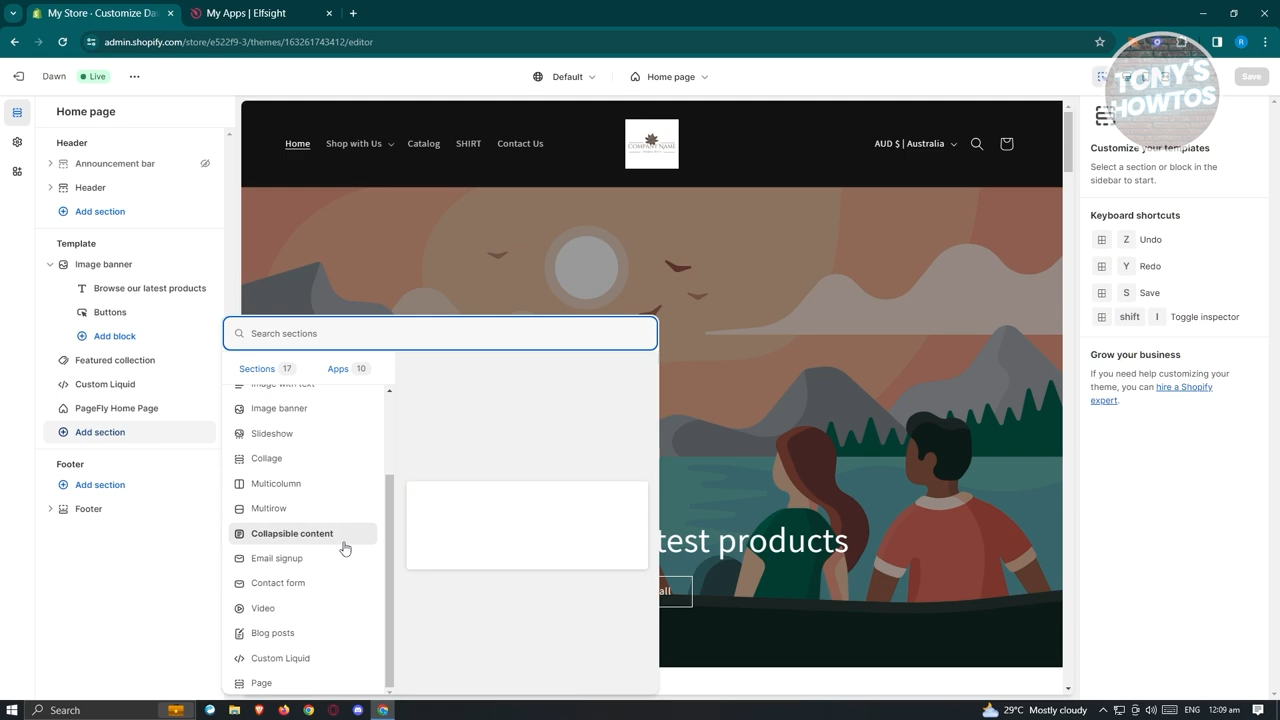 My Store · Customize Da
My Apps | Elfsight
admin.shopify.com/store/e522f9-3/themes/163261743412/editor
R
Dawn
Live
Default
Home page
Save
TONY'S
HOWTOS
Home page
Header
Announcement bar
Header
Add section
Template
Image banner
Browse our latest products
Buttons
Add block
Featured collection
Custom Liquid
PageFly Home Page
Add section
Footer
Add section
Footer
Home
Shop with Us
Catalog
SHIRT
Contact Us
COMPANY NAME
AUD $ | Australia
test products
all
Search sections
Sections 17
Apps 10
Image with text
Image banner
Slideshow
Collage
Multicolumn
Multirow
Collapsible content
Email signup
Contact form
Video
Blog posts
Custom Liquid
Page
Customize your templates
Select a section or block in the
sidebar to start.
Keyboard shortcuts
Z Undo
Y Redo
S Save
shift I Toggle inspector
Grow your business
If you need help customizing your
theme, you can hire a Shopify
expert.
Search
29°C Mostly cloudy
ENG
12:09 am